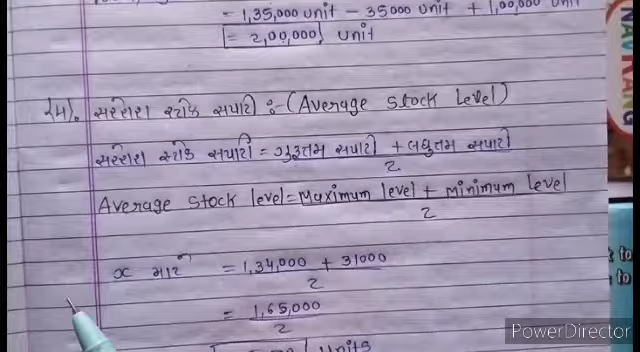 = 1,35,000 unit - 35000 unit + 1,00,000 unit
= 2,00,000 unit
સરેરાશ સ્ટોક સપાટી :- (Average Stock Level)
સરેરાશ સ્ટોક સપાટી = ગુરુતમ સપાટી + લઘુતમ સપાટી
2
Average Stock level = Maximum level + minimum level
2
x માટે = 1,34,000 + 31000
2
= 1,65,000
2
units
NAVRANG
PowerDirector